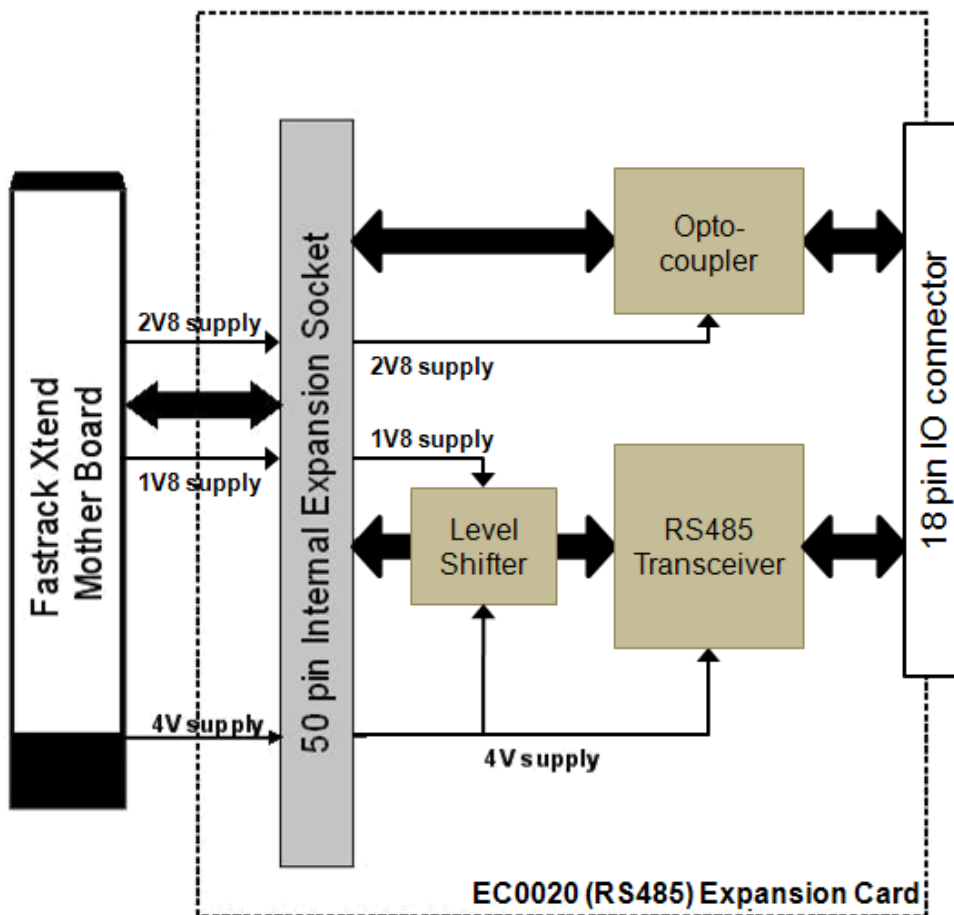 Fastrack Xtend
Mother Board
2V8 supply
1V8 supply
4V supply
50 pin Internal Expansion Socket
Opto-
coupler
2V8 supply
1V8 supply
Level
Shifter
RS485
Transceiver
4V supply
18 pin IO connector
EC0020 (RS485) Expansion Card